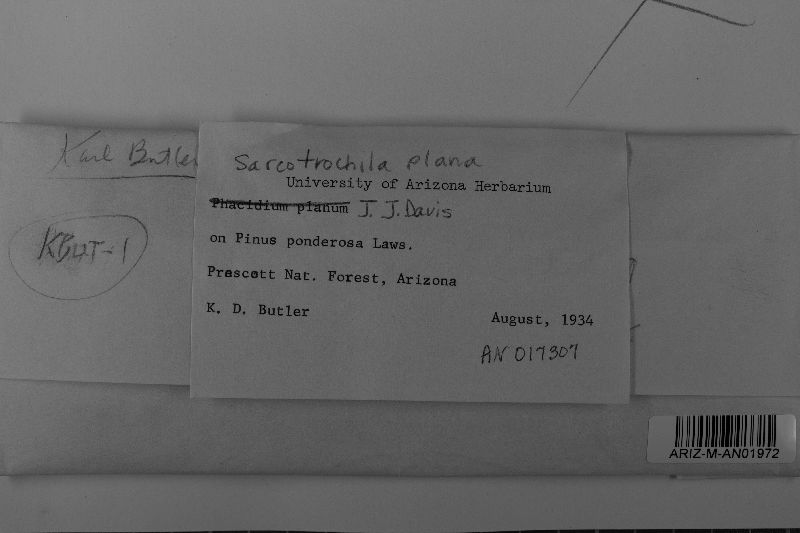 Karl Butler
KBUT-1
Sarcotrochila plana
University of Arizona Herbarium
Phacidium planum J. J. Davis
on Pinus ponderosa Laws.
Prescott Nat. Forest, Arizona
K. D. Butler
August, 1934
AN 017307
ARIZ-M-AN01972